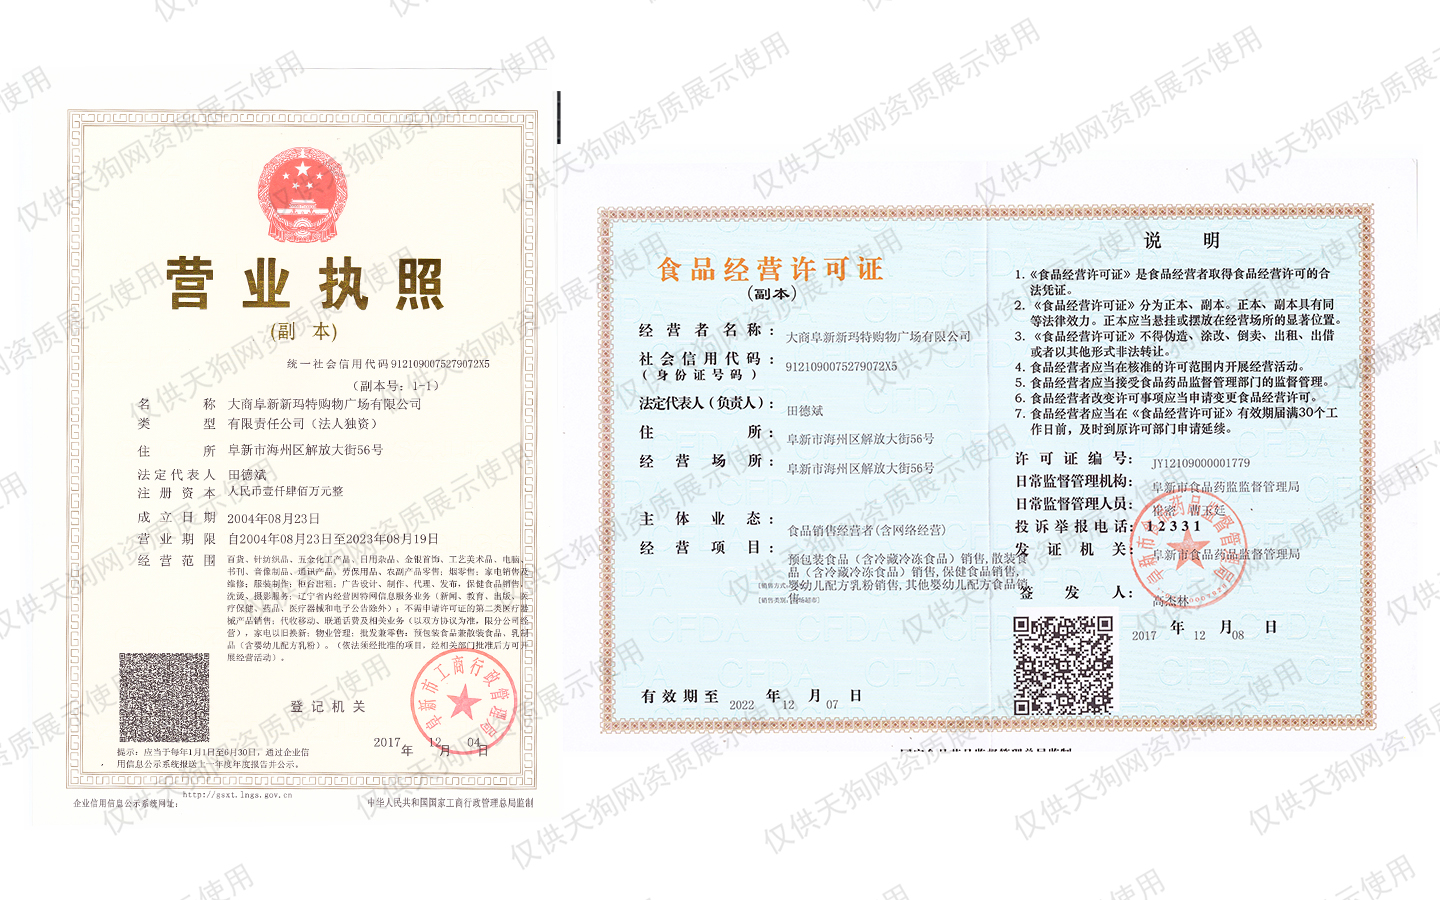 营业执照
(副 本)
统一社会信用代码 9121090075279072X5
（副本号：1-1）
名 称 大商阜新新玛特购物广场有限公司
类 型 有限责任公司（法人独资）
住 所 阜新市海州区解放大街56号
法定代表人 田德斌
注册资本 人民币壹仟肆佰万元整
成立日期 2004年08月23日
营业期限 自2004年08月23日至2023年08月19日
经营范围 百货、针纺织品、五金化工产品、日用杂品、金银首饰、工艺美术品、电脑、
书刊、音像制品、通讯产品、劳保用品、农副产品零售；烟零售；家电销售及
维修；服装制作；柜台出租；广告设计、制作、代理、发布，保健食品销售，
洗烫、摄影服务；辽宁省内经营因特网信息服务业务（新闻、教育、出版、医
疗保健、药品、医疗器械和电子公告除外）；不需申请许可证的第二类医疗器
械产品销售；代收移动、联通话费及相关业务（以双方协议为准，限分公司经
营），家电以旧换新；物业管理；批发兼零售：预包装食品兼散装食品、乳制
品（含婴幼儿配方乳粉）。（依法须经批准的项目，经相关部门批准后方可开
展经营活动）。
登记机关
阜新市工商行政管理局
2017年 12月 04日
提示：应当于每年1月1日至6月30日，通过企业信
用信息公示系统报送上一年度年度报告并公示。
http://gsxt.lngs.gov.cn
企业信用信息公示系统网址：
中华人民共和国国家工商行政管理总局监制
食品经营许可证
(副本)
经营者名称： 大商阜新新玛特购物广场有限公司
社会信用代码： 9121090075279072X5
(身份证号码)
法定代表人(负责人)： 田德斌
住 所： 阜新市海州区解放大街56号
经营场所： 阜新市海州区解放大街56号
主体业态： 食品销售经营者(含网络经营)
经营项目： 预包装食品（含冷藏冷冻食品）销售,散装食
品（含冷藏冷冻食品）销售,保健食品销售,
婴幼儿配方乳粉销售,其他婴幼儿配方食品销
售
有效期至 2022 年 12 月 07 日
说 明
1.《食品经营许可证》是食品经营者取得食品经营许可的合
法凭证。
2.《食品经营许可证》分为正本、副本。正本、副本具有同
等法律效力。正本应当悬挂或摆放在经营场所的显著位置。
3.《食品经营许可证》不得伪造、涂改、倒卖、出租、出借
或者以其他形式非法转让。
4. 食品经营者应当在核准的许可范围内开展经营活动。
5. 食品经营者应当接受食品药品监督管理部门的监督管理。
6. 食品经营者改变许可事项应当申请变更食品经营许可。
7. 食品经营者应当在《食品经营许可证》有效期届满30个工
作日前，及时到原许可部门申请延续。
许可证编号： JY12109000001779
日常监督管理机构： 阜新市食品药监监督管理局
日常监督管理人员： 曹玉廷
投诉举报电话： 12331
发证机关： 阜新市食品药品监督管理局
签发人： 高杰林
2017 年 12 月 08 日
国家食品药品监督管理总局监制
仅供天狗网资质展示使用